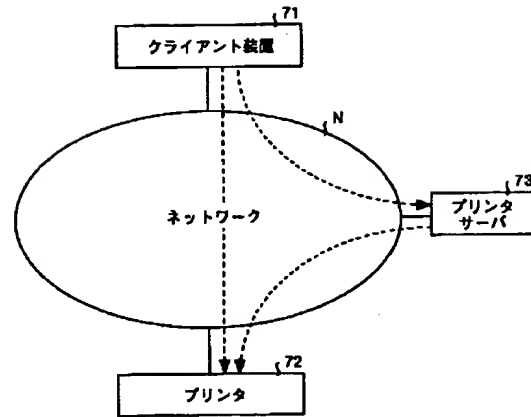 71
クライアント装置
N
73
プリンタ
サーバ
ネットワーク
72
プリンタ